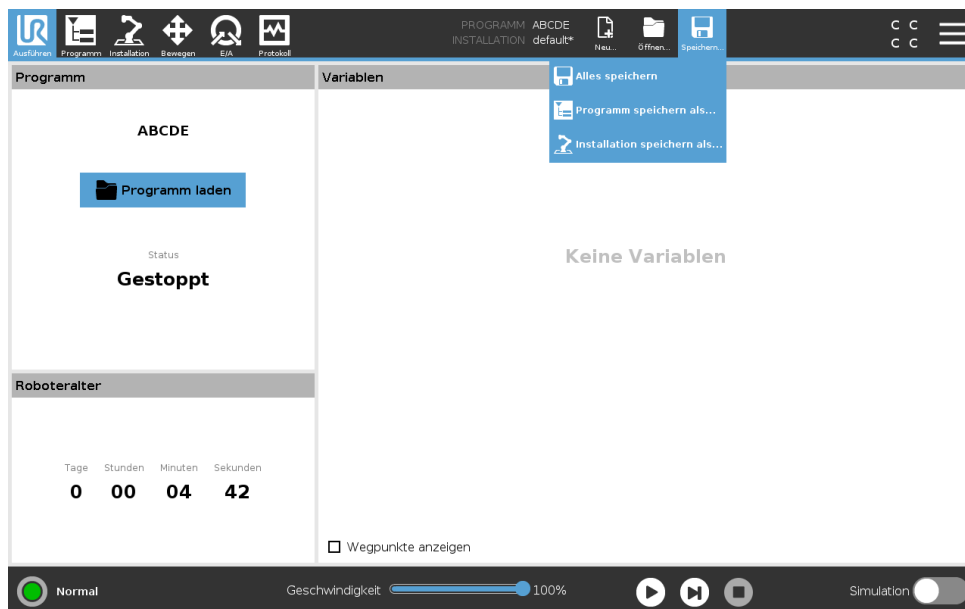 UR
Ausführen
Programm
Installation
Bewegen
E/A
Protokoll
PROGRAMM ABCDE
INSTALLATION default*
Neu...
Öffnen...
Speichern...
C C
C C
Programm
ABCDE
Programm laden
Status
Gestoppt
Variablen
Alles speichern
Programm speichern als...
Installation speichern als...
Keine Variablen
Roboteralter
Tage Stunden Minuten Sekunden
0 00 04 42
Wegpunkte anzeigen
Normal
Geschwindigkeit 100%
Simulation